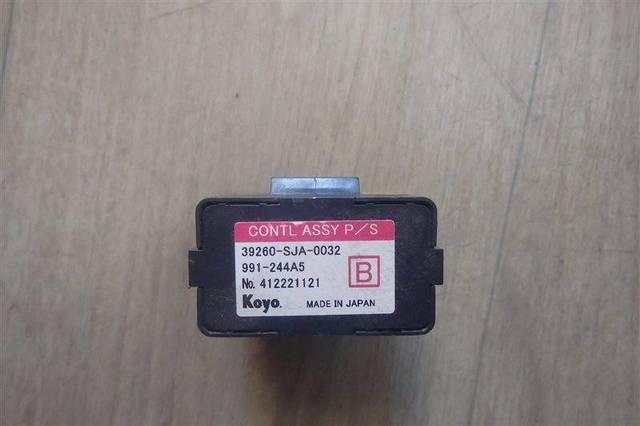 CONTL ASSY P/S
39260-SJA-0032
991-244A5
B
No. 412221121
Koyo. MADE IN JAPAN